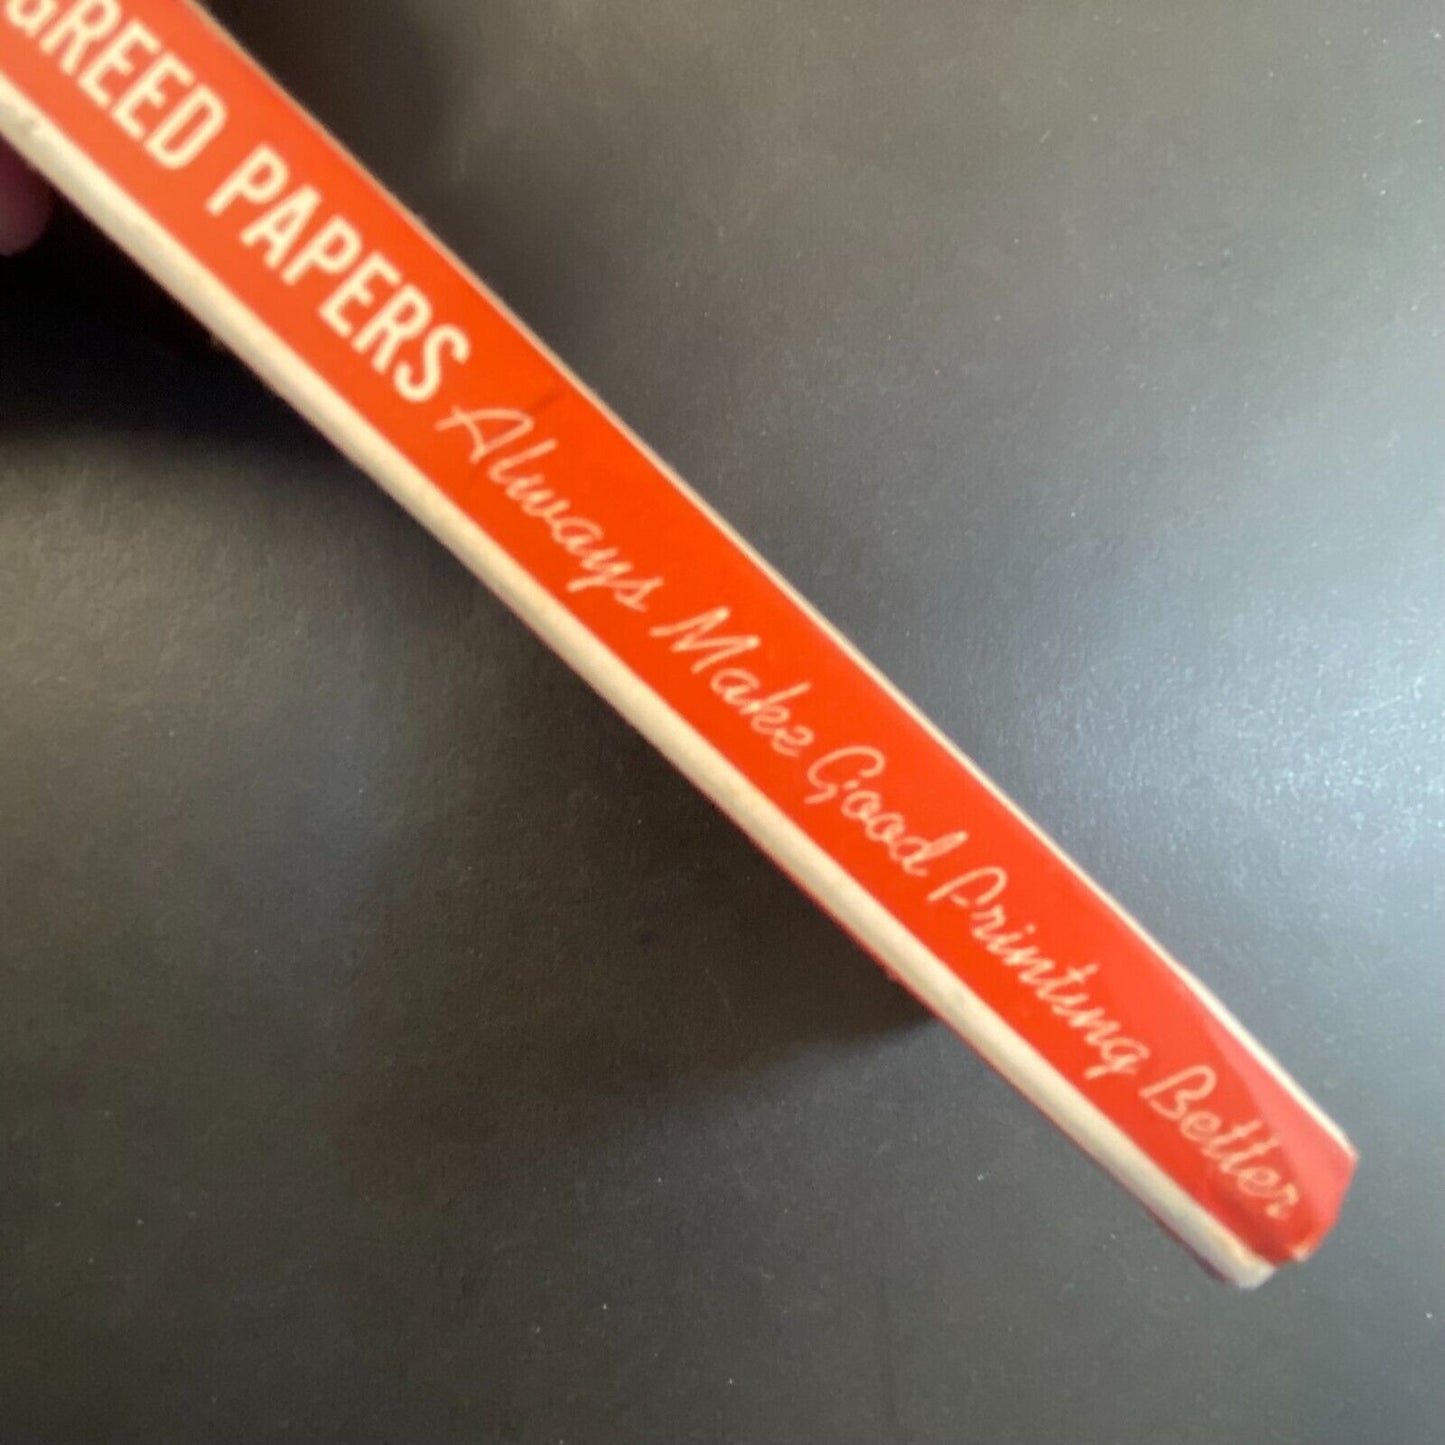 GREED PAPERS Always Make Good Printing Better